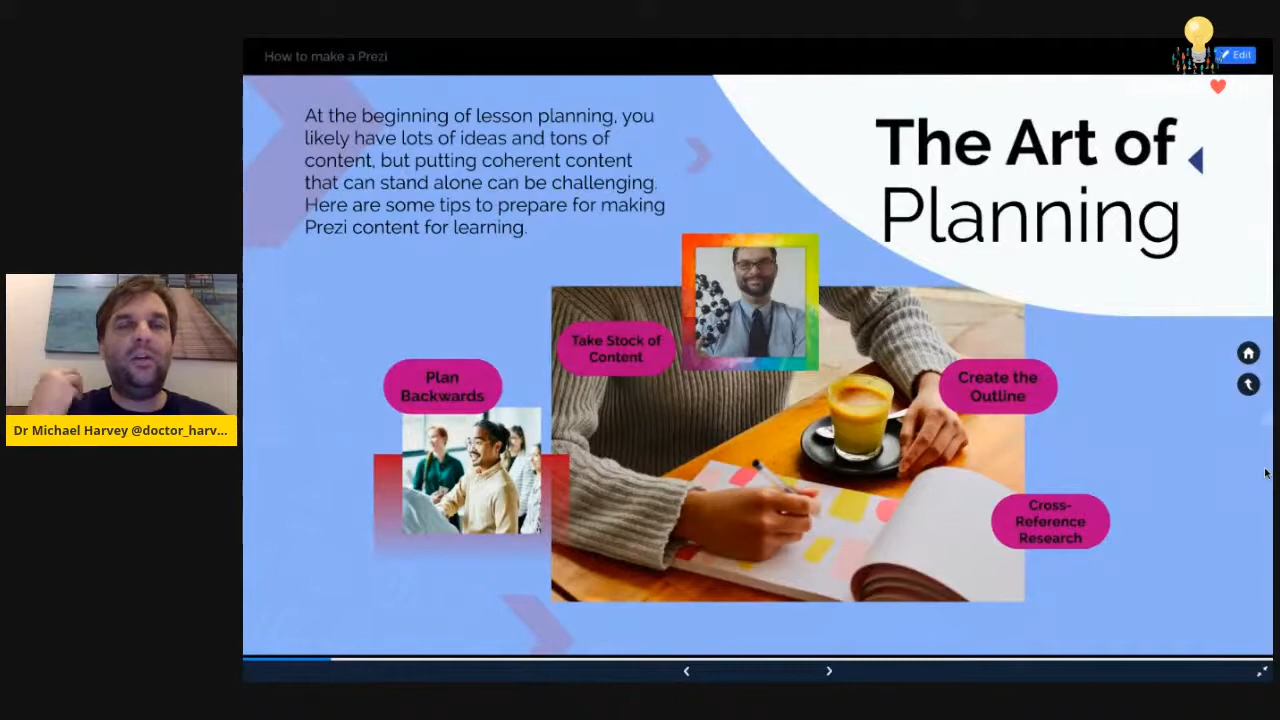 How to make a Prezi
Edit
At the beginning of lesson planning, you
likely have lots of ideas and tons of
content, but putting coherent content
that can stand alone can be challenging.
Here are some tips to prepare for making
Prezi content for learning.
The Art of
Planning
Take Stock of
Content
Plan
Backwards
Create the
Outline
Cross-
Reference
Research
Dr Michael Harvey @doctor_harv...